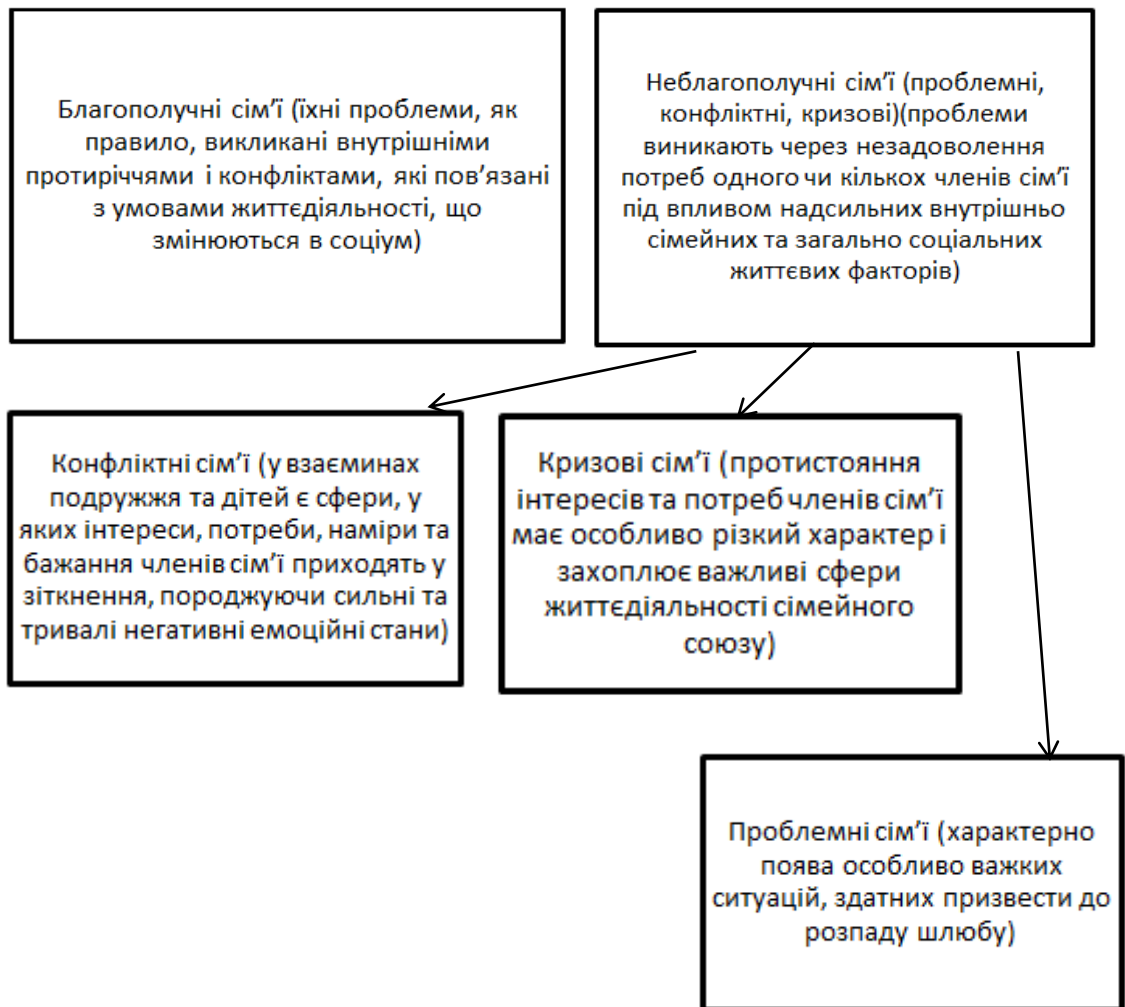 Благополучні сім’ї (їхні проблеми, як
правило, викликані внутрішніми
протиріччями і конфліктами, які пов’язані
з умовами життєдіяльності, що
змінюються в соціум)
Неблагополучні сім’ї (проблемні,
конфліктні, кризові)(проблеми
виникають через незадоволення
потреб одного чи кількох членів сім’ї
під впливом надсильних внутрішньо
сімейних та загально соціальних
життєвих факторів)
Конфліктні сім’ї (у взаєминах
подружжя та дітей є сфери, у
яких інтереси, потреби, наміри та
бажання членів сім’ї приходять у
зіткнення, породжуючи сильні та
тривалі негативні емоційні стани)
Кризові сім’ї (протистояння
інтересів та потреб членів сім’ї
має особливо різкий характер і
захоплює важливі сфери
життєдіяльності сімейного
союзу)
Проблемні сім’ї (характерно
поява особливо важких
ситуацій, здатних призвести до
розпаду шлюбу)